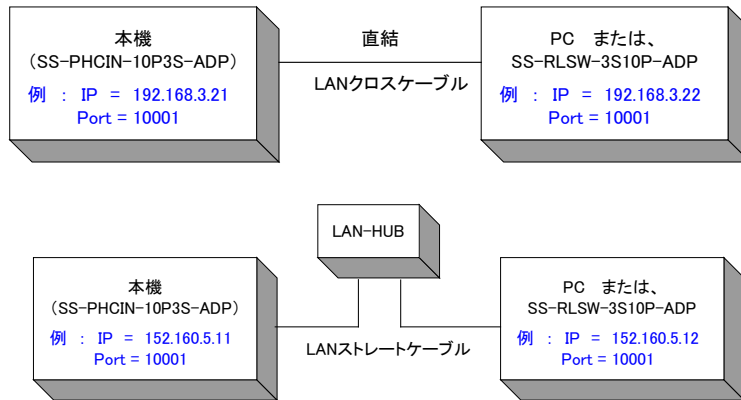 本機
(SS-PHCIN-10P3S-ADP)
例 : IP = 192.168.3.21
Port = 10001
直結
LANクロスケーブル
PC または、
SS-RLSW-3S10P-ADP
例 : IP = 192.168.3.22
Port = 10001
LAN-HUB
本機
(SS-PHCIN-10P3S-ADP)
例 : IP = 152.160.5.11
Port = 10001
LANストレートケーブル
PC または、
SS-RLSW-3S10P-ADP
例 : IP = 152.160.5.12
Port = 10001